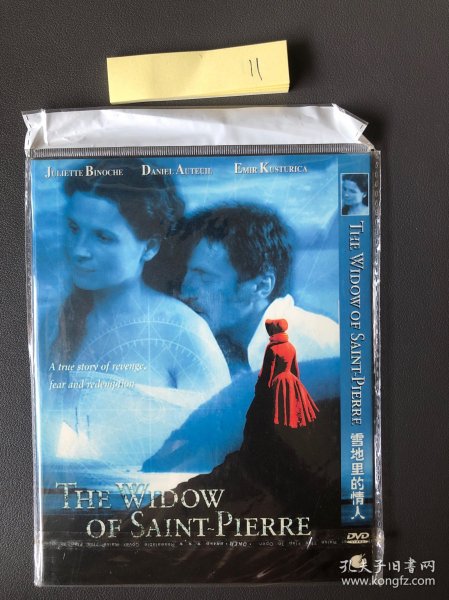 11
JULIETTE BINOCHE DANIEL AUTEUIL EMIR KUSTURICA
A true story of revenge,
fear and redemption
THE WIDOW
OF SAINT-PIERRE
THE WIDOW OF SAINT-PIERRE 雪地里的情人
DVD
孔夫子旧书网
www.kongfz.com